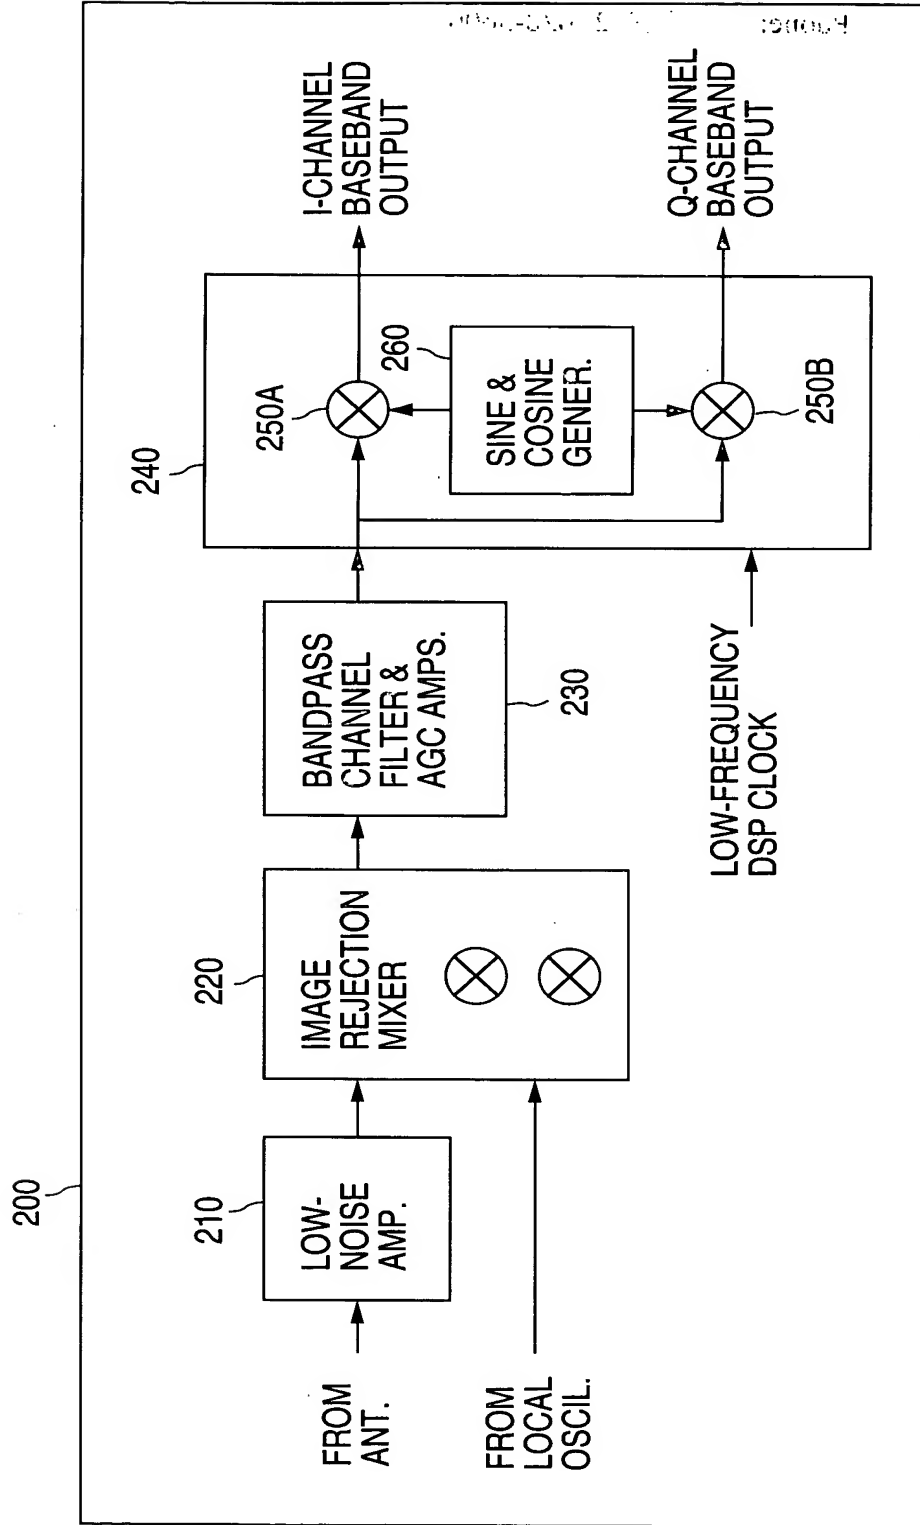 200
FROM
ANT.
FROM
LOCAL
OSCIL.
210
LOW-
NOISE
AMP.
220
IMAGE
REJECTION
MIXER
BANDPASS
CHANNEL
FILTER &
AGC AMPS.
230
LOW-FREQUENCY
DSP CLOCK
240
250A
260
SINE &
COSINE
GENER.
250B
I-CHANNEL
BASEBAND
OUTPUT
Q-CHANNEL
BASEBAND
OUTPUT